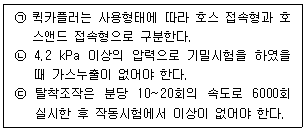 ㉠ 퀵카플러는 사용형태에 따라 호스 접속형과 호
스앤드 접속형으로 구분한다.
㉡ 4.2 kPa 이상의 압력으로 기밀시험을 하였을
때 가스누출이 없어야 한다.
㉢ 탈착조작은 분당 10~20회의 속도로 6000회
실시한 후 작동시험에서 이상이 없어야 한다.